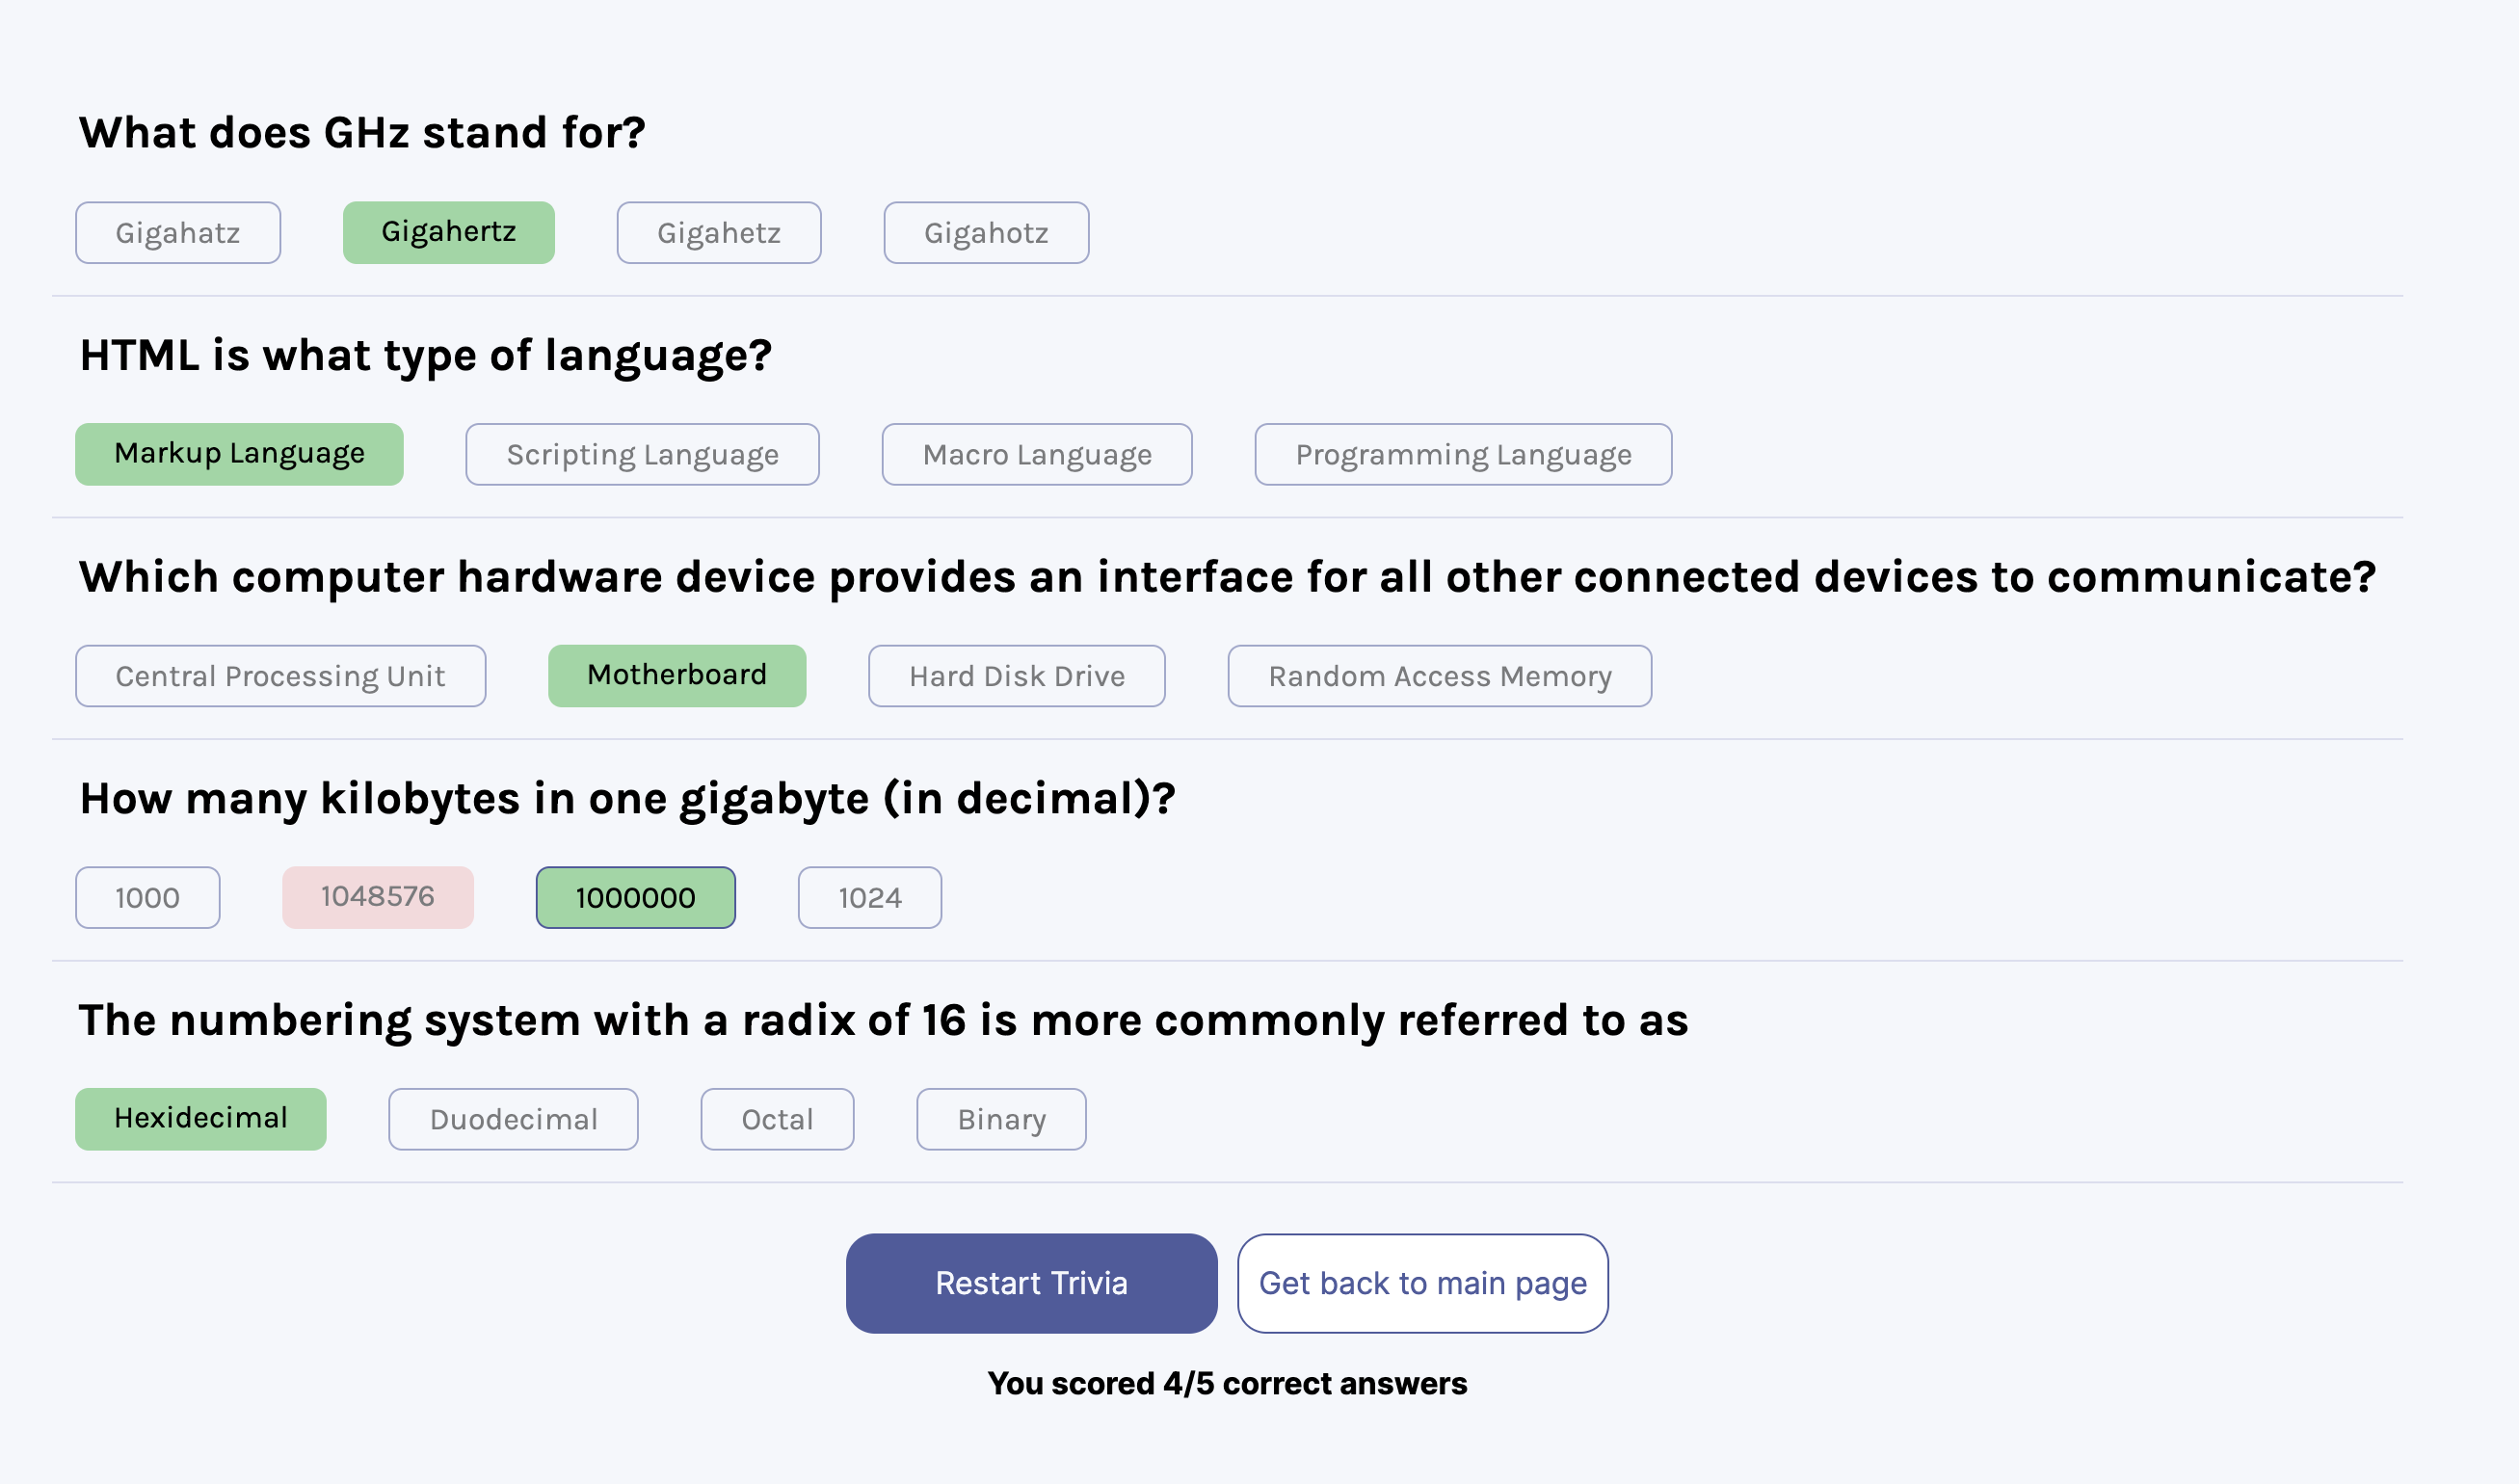 What does GHz stand for?
Gigahatz Gigahertz Gigahetz Gigahotz
HTML is what type of language?
Markup Language Scripting Language Macro Language Programming Language
Which computer hardware device provides an interface for all other connected devices to communicate?
Central Processing Unit Motherboard Hard Disk Drive Random Access Memory
How many kilobytes in one gigabyte (in decimal)?
1000 1048576 1000000 1024
The numbering system with a radix of 16 is more commonly referred to as
Hexidecimal Duodecimal Octal Binary
Restart Trivia Get back to main page
You scored 4/5 correct answers